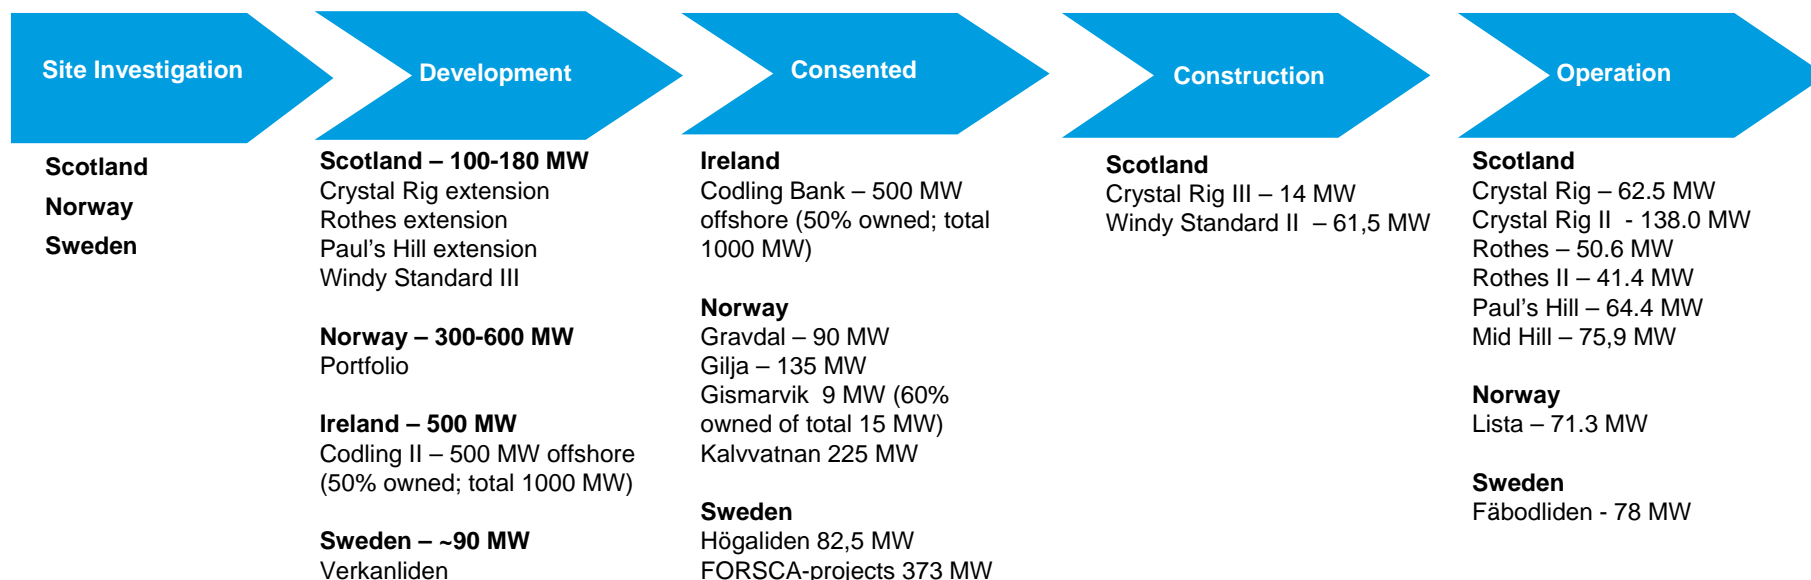 Site Investigation
Development
Consented
Construction
Operation
Scotland
Norway
Sweden
Scotland – 100-180 MW
Crystal Rig extension
Rothes extension
Paul's Hill extension
Windy Standard III
Norway – 300-600 MW
Portfolio
Ireland – 500 MW
Codling II – 500 MW offshore
(50% owned; total 1000 MW)
Sweden – ~90 MW
Verkanliden
Ireland
Codling Bank – 500 MW
offshore (50% owned; total
1000 MW)
Norway
Gravdal – 90 MW
Gilja – 135 MW
Gismarvik  9 MW (60%
owned of total 15 MW)
Kalvvatnan 225 MW
Sweden
Högaliden 82,5 MW
FORSCA-projects 373 MW
Scotland
Crystal Rig III – 14 MW
Windy Standard II  – 61,5 MW
Scotland
Crystal Rig – 62.5 MW
Crystal Rig II  - 138.0 MW
Rothes – 50.6 MW
Rothes II – 41.4 MW
Paul's Hill – 64.4 MW
Mid Hill – 75,9 MW
Norway
Lista – 71.3 MW
Sweden
Fäbodliden - 78 MW